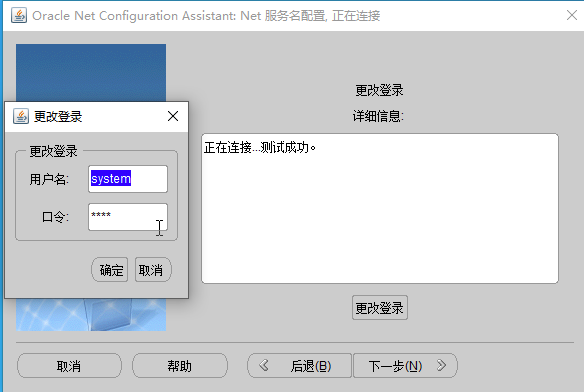 Oracle Net Configuration Assistant: Net 服务名配置, 正在连接
更改登录
详细信息:
正在连接...测试成功。
更改登录
更改登录
更改登录
用户名: system
口令: ****
确定 取消
取消 帮助 后退(B) 下一步(N)